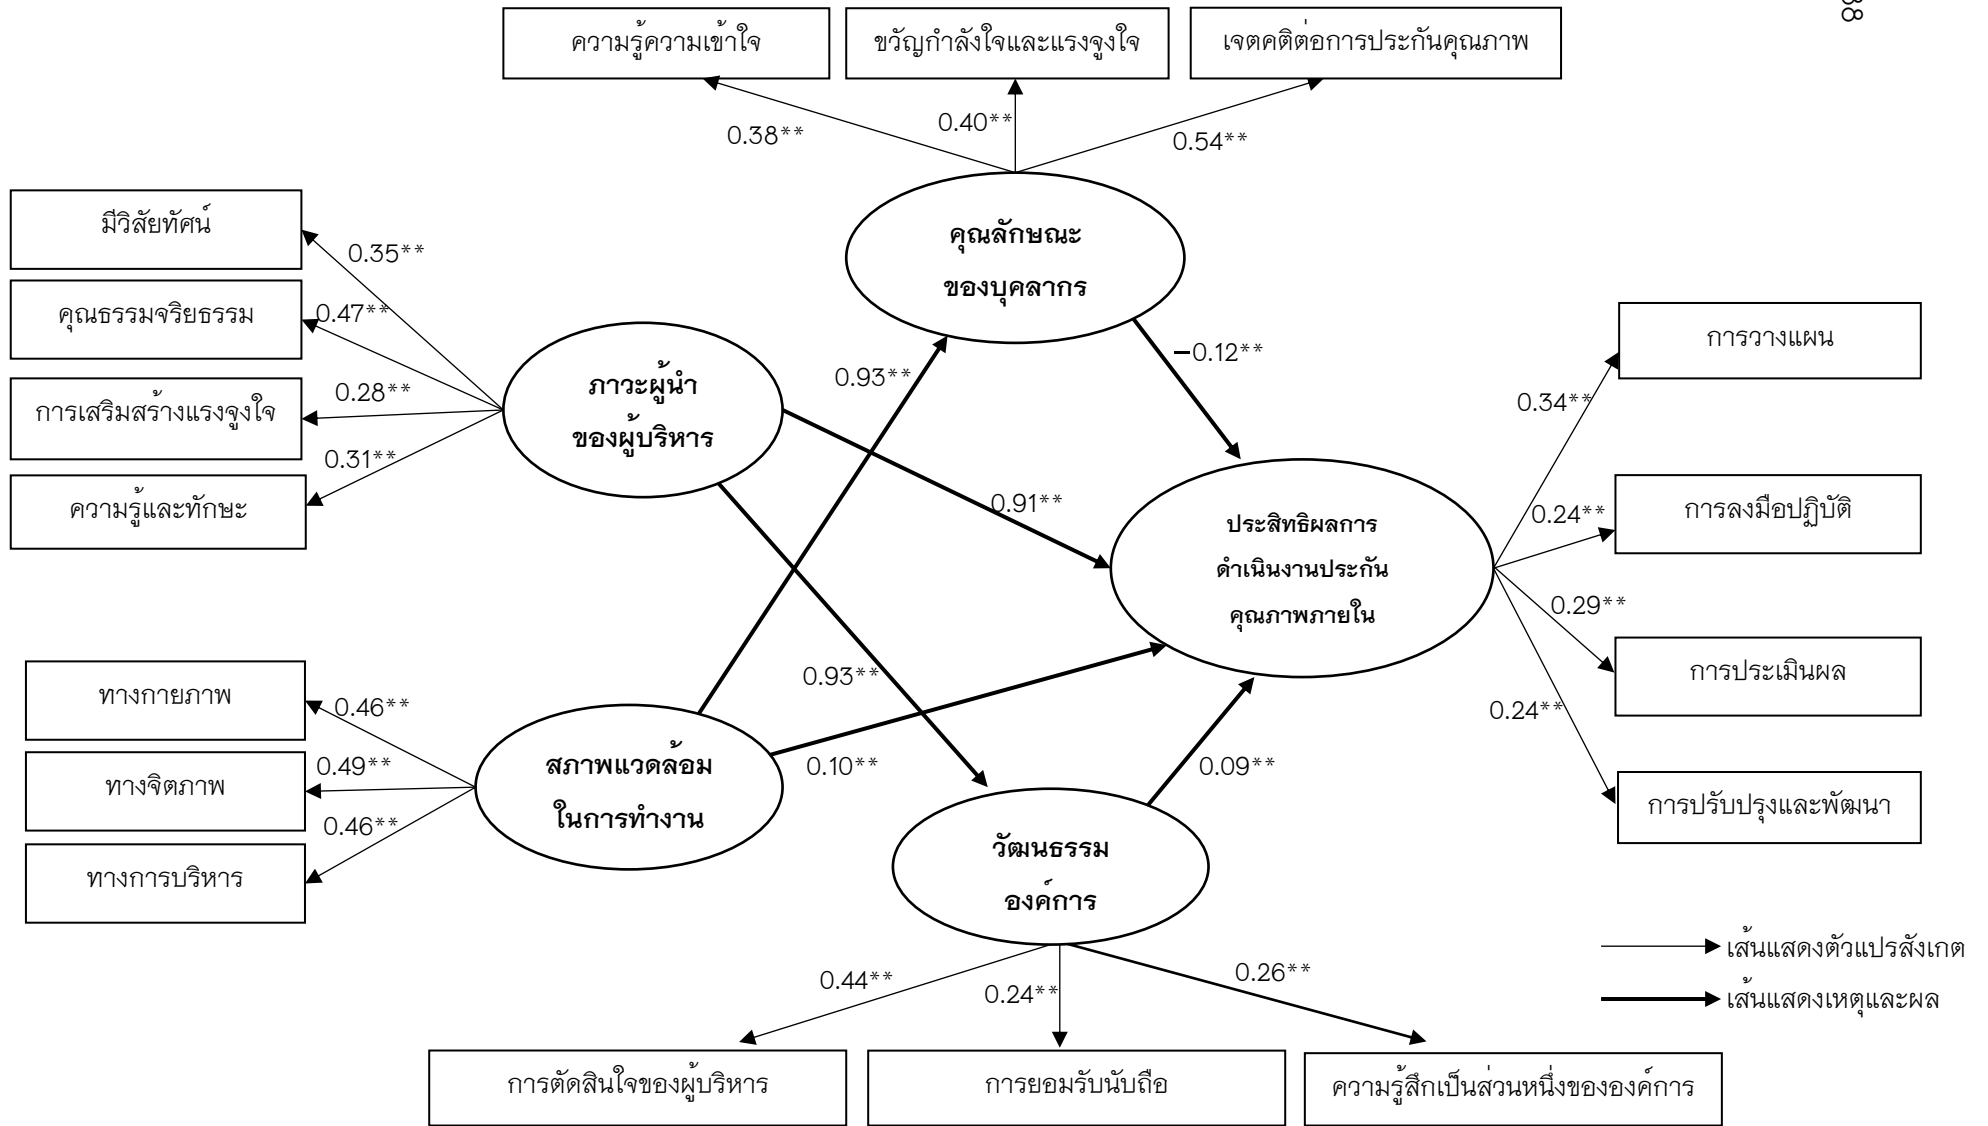 88
ความรู้ความเข้าใจ
ขวัญกำลังใจและแรงจูงใจ
เจตคติต่อการประกันคุณภาพ
0.38**
0.40**
0.54**
มีวิสัยทัศน์
0.35**
คุณธรรมจริยธรรม
0.47**
การเสริมสร้างแรงจูงใจ
0.28**
ความรู้และทักษะ
0.31**
คุณลักษณะ
ของบุคลากร
ภาวะผู้นำ
ของผู้บริหาร
0.93**
–0.12**
0.91**
การวางแผน
0.34**
การลงมือปฏิบัติ
0.24**
ประสิทธิผลการ
ดำเนินงานประกัน
คุณภาพภายใน
0.29**
การประเมินผล
0.24**
การปรับปรุงและพัฒนา
ทางกายภาพ
0.46**
ทางจิตภาพ
0.49**
ทางการบริหาร
0.46**
สภาพแวดล้อม
ในการทำงาน
0.93**
0.10**
0.09**
วัฒนธรรม
องค์การ
0.44**
0.24**
0.26**
เส้นแสดงตัวแปรสังเกต
เส้นแสดงเหตุและผล
การตัดสินใจของผู้บริหาร
การยอมรับนับถือ
ความรู้สึกเป็นส่วนหนึ่งขององค์การ